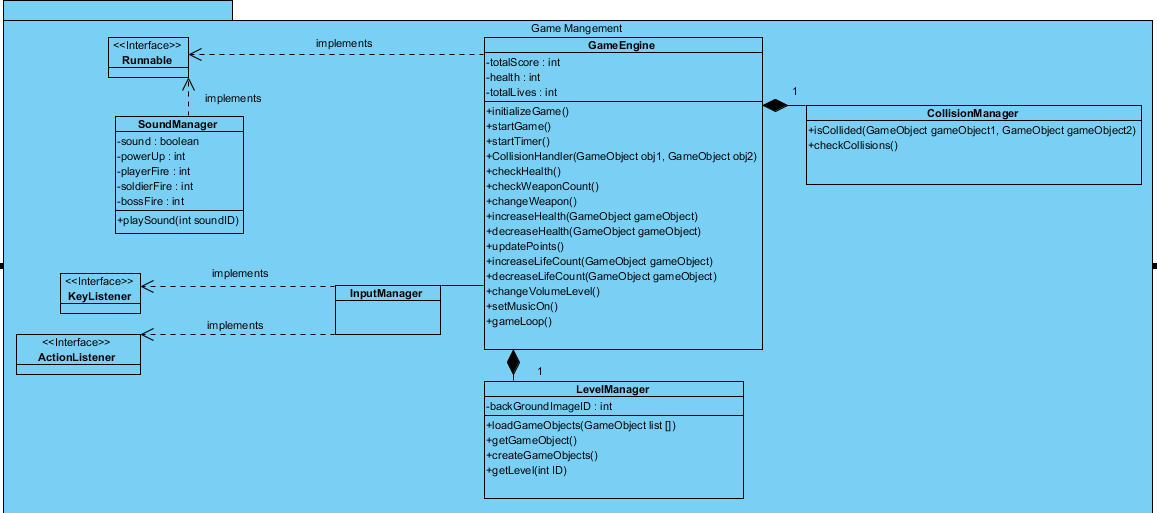 Game Mangement
<<Interface>>
Runnable
implements
implements
SoundManager
-sound : boolean
-powerUp : int
-playerFire : int
-soldierFire : int
-bossFire : int
+playSound(int soundID)
GameEngine
-totalScore : int
-health : int
-totalLives : int
+initializeGame()
+startGame()
+startTimer()
+CollisionHandler(GameObject obj1, GameObject obj2)
+checkHealth()
+checkWeaponCount()
+changeWeapon()
+increaseHealth(GameObject gameObject)
+decreaseHealth(GameObject gameObject)
+updatePoints()
+increaseLifeCount(GameObject gameObject)
+decreaseLifeCount(GameObject gameObject)
+changeVolumeLevel()
+setMusicOn()
+gameLoop()
1
CollisionManager
+isCollided(GameObject gameObject1, GameObject gameObject2)
+checkCollisions()
<<Interface>>
KeyListener
implements
InputManager
<<Interface>>
ActionListener
implements
1
LevelManager
-backGroundImageID : int
+loadGameObjects(GameObject list [])
+getGameObject()
+createGameObjects()
+getLevel(int ID)